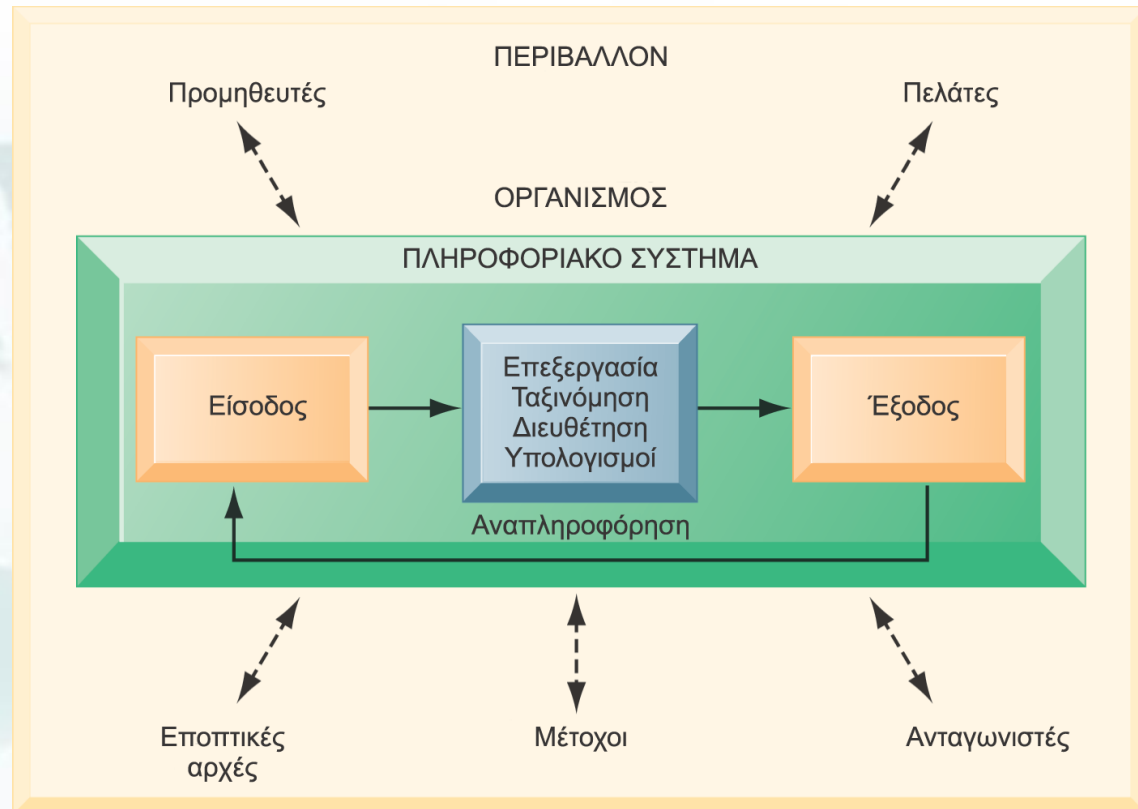 ΠΕΡΙΒΑΛΛΟΝ
Προμηθευτές
Πελάτες
ΟΡΓΑΝΙΣΜΟΣ
ΠΛΗΡΟΦΟΡΙΑΚΟ ΣΥΣΤΗΜΑ
Είσοδος
Επεξεργασία
Ταξινόμηση
Διευθέτηση
Υπολογισμοί
Έξοδος
Αναπληροφόρηση
Εποπτικές
αρχές
Μέτοχοι
Ανταγωνιστές